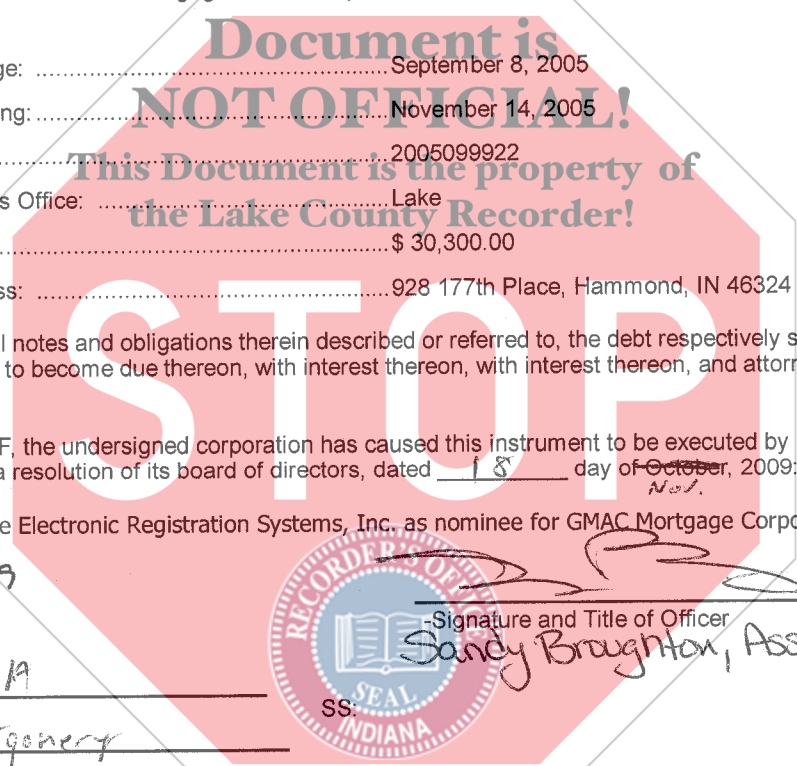 Document is
ge: ................ September 8, 2005
NOT OFFICIAL!
ng: ................ November 14, 2005
................ 2005099922
This Document is the property of
s Office: ................ Lake
the Lake County Recorder!
................ $ 30,300.00
ss: ................ 928 177th Place, Hammond, IN 46324
STOP
l notes and obligations therein described or referred to, the debt respectively s
to become due thereon, with interest thereon, with interest thereon, and attorr
F, the undersigned corporation has caused this instrument to be executed by
a resolution of its board of directors, dated 18 day of October, 2009:
Nov.
e Electronic Registration Systems, Inc. as nominee for GMAC Mortgage Corpo
-Signature and Title of Officer
Sandy Broughton, Ass
RECORDER'S OFFICE
SEAL
INDIANA
SS:
gomery